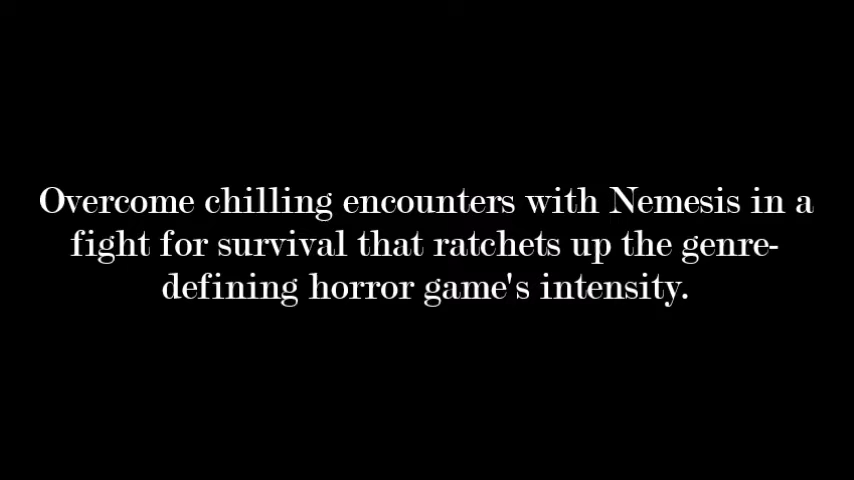 Overcome chilling encounters with Nemesis in a
fight for survival that ratchets up the genre-
defining horror game's intensity.